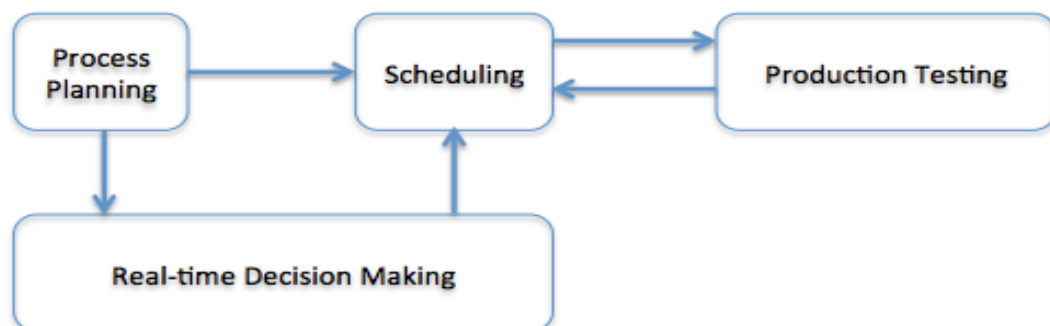 Process
Planning
Scheduling
Production Testing
Real-time Decision Making